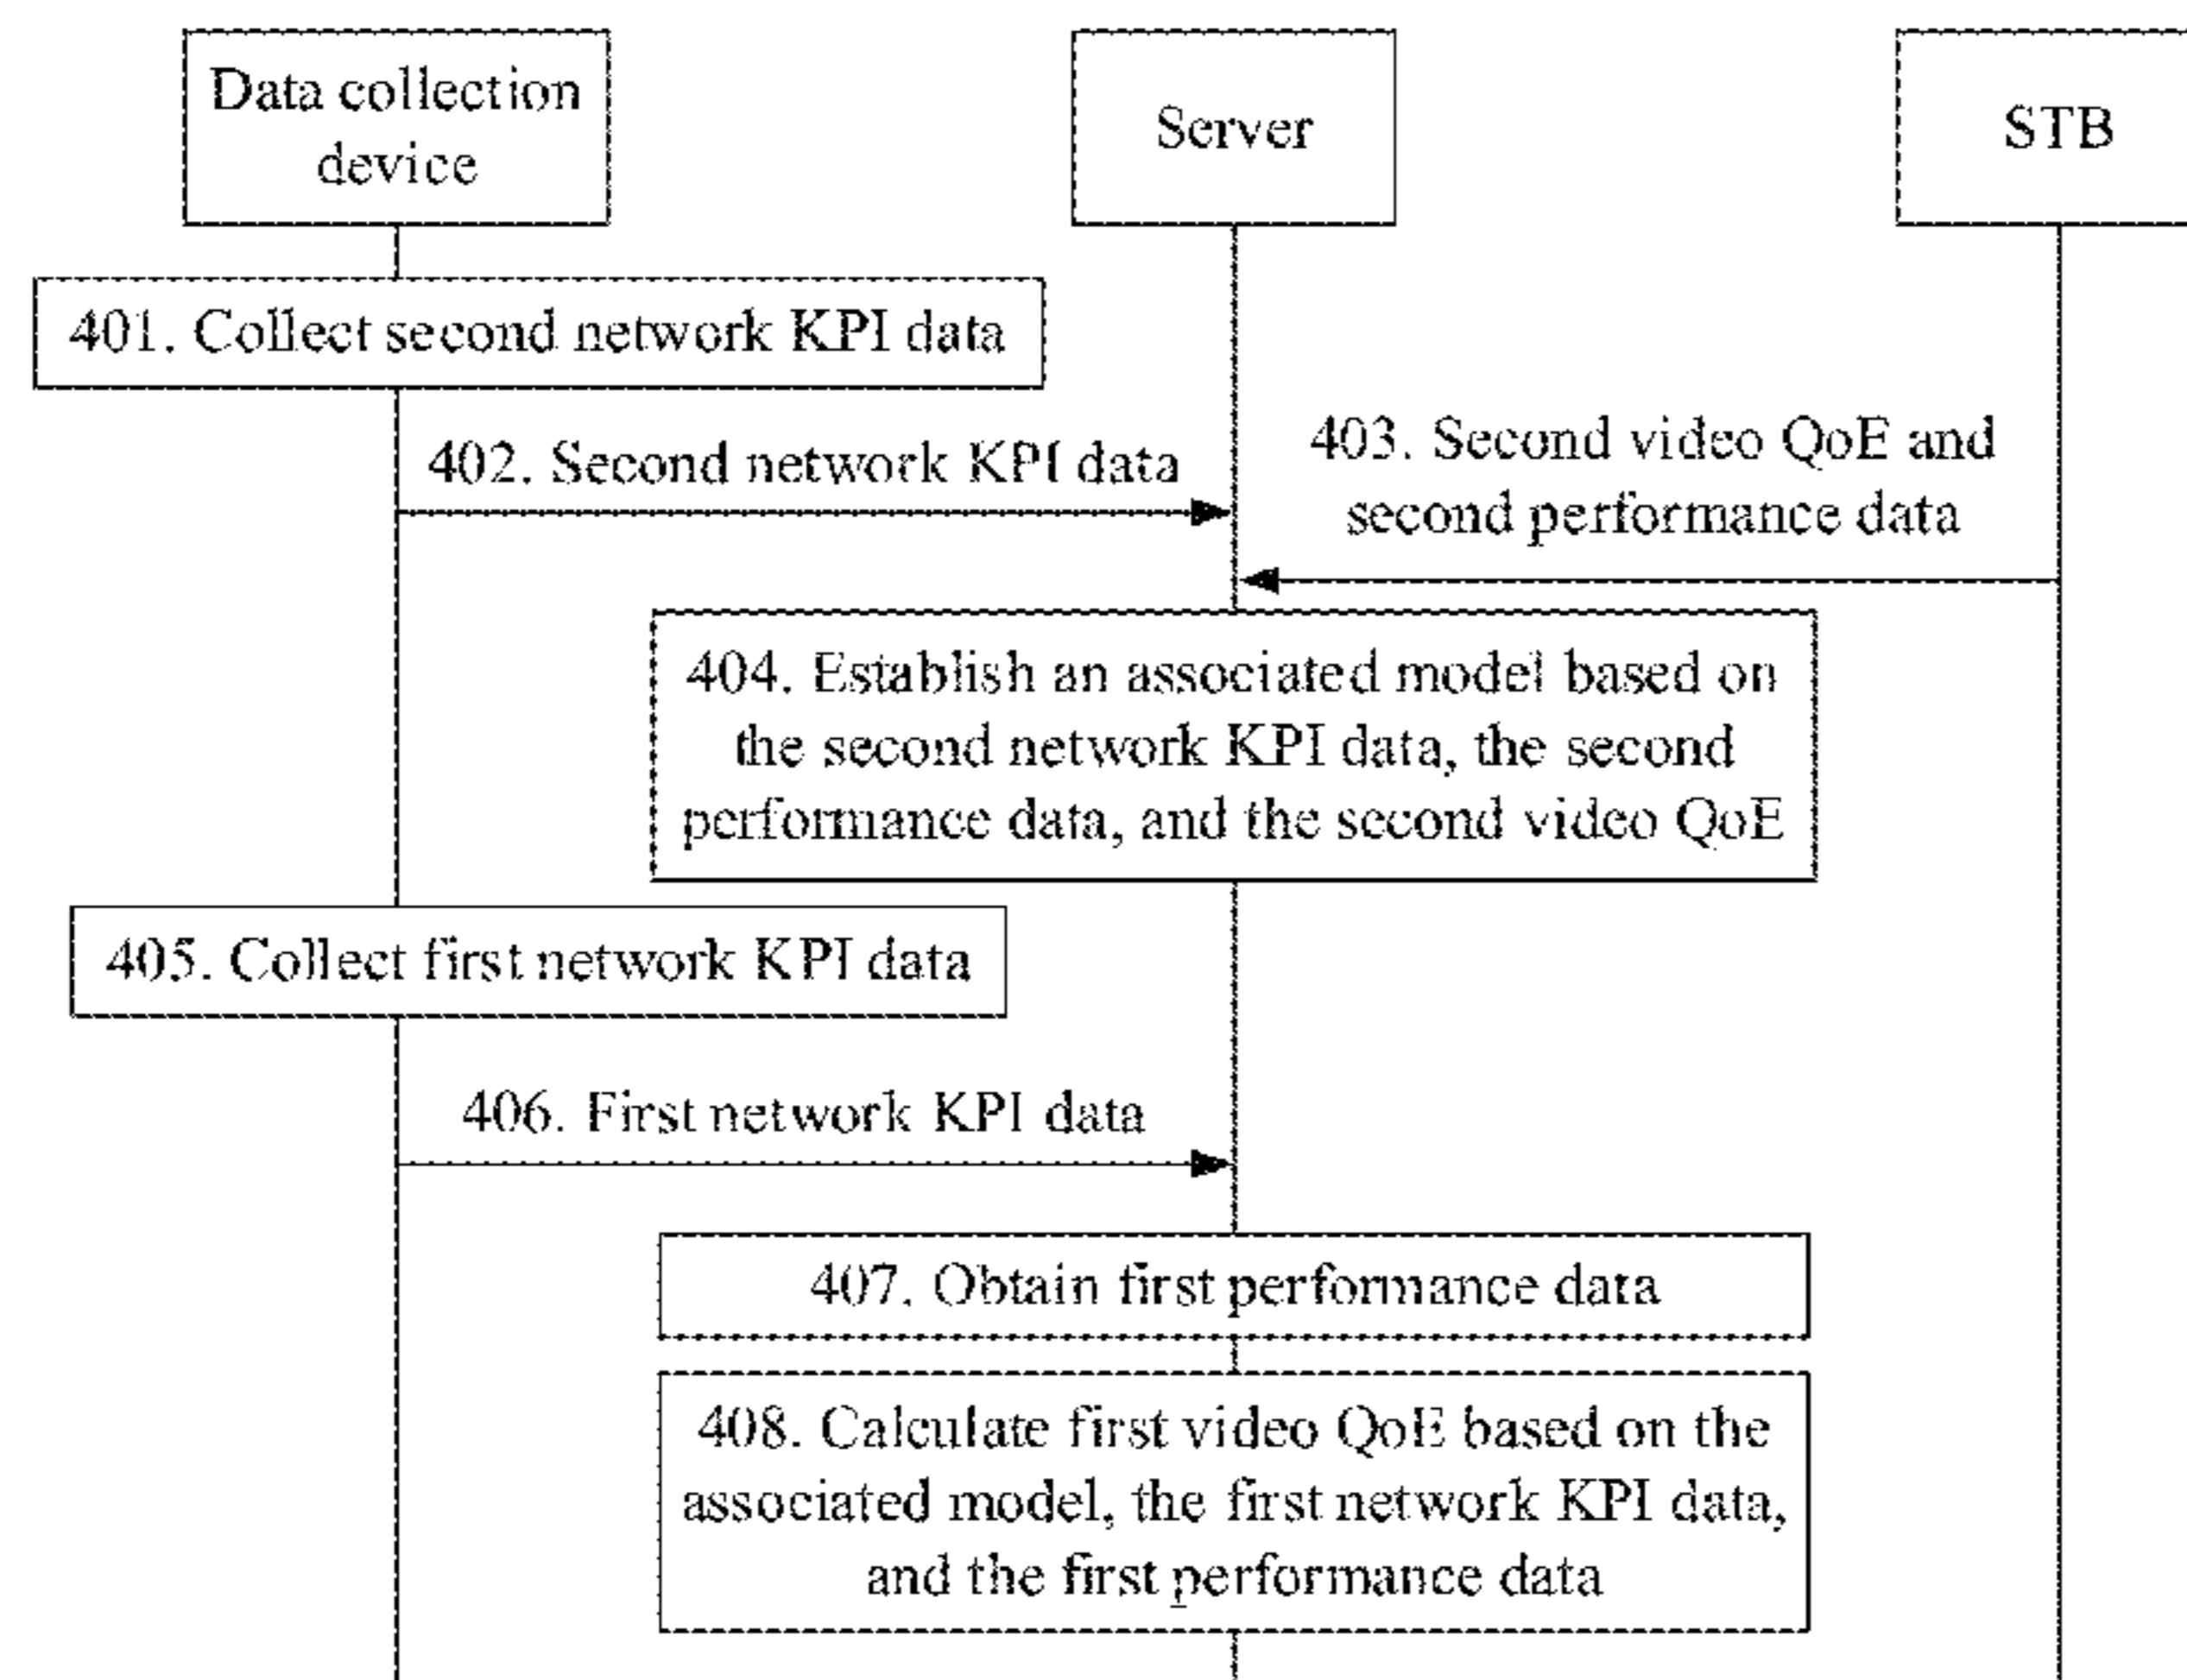 Data collection
device
Server
STB
401. Collect second network KPI data
402. Second network KPI data
403. Second video QoE and
second performance data
404. Establish an associated model based on
the second network KPI data, the second
performance data, and the second video QoE
405. Collect first network KPI data
406. First network KPI data
407. Obtain first performance data
408. Calculate first video QoE based on the
associated model, the first network KPI data,
and the first performance data